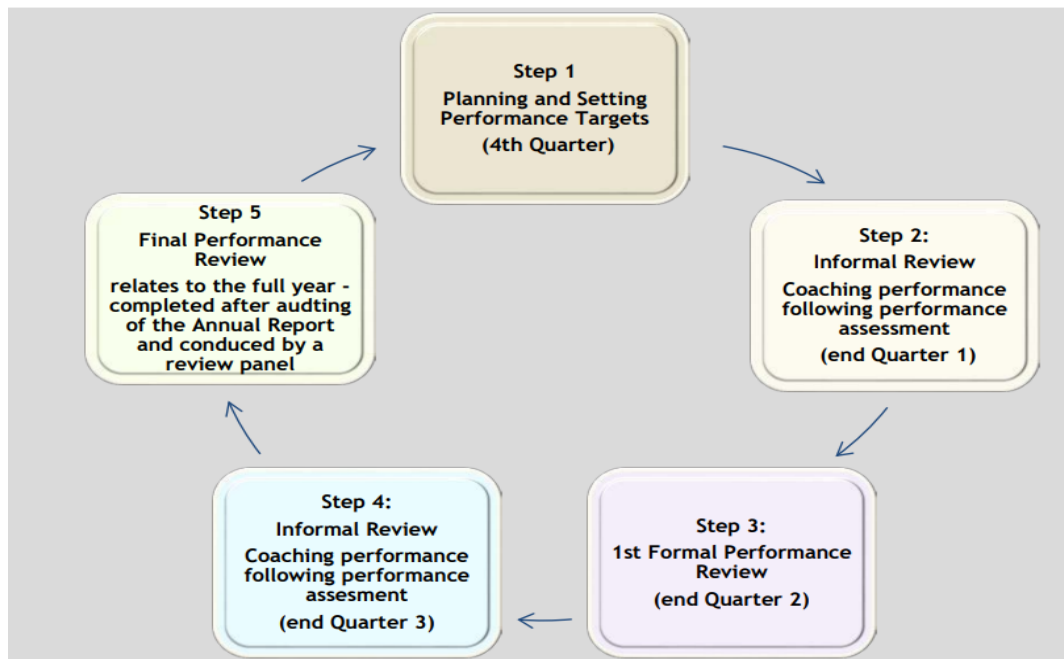 Step 1
Planning and Setting
Performance Targets
(4th Quarter)
Step 2:
Informal Review
Coaching performance
following performance
assessment
(end Quarter 1)
Step 3:
1st Formal Performance
Review
(end Quarter 2)
Step 4:
Informal Review
Coaching performance
following performance
assesment
(end Quarter 3)
Step 5
Final Performance
Review
relates to the full year -
completed after audting
of the Annual Report
and conduced by a
review panel